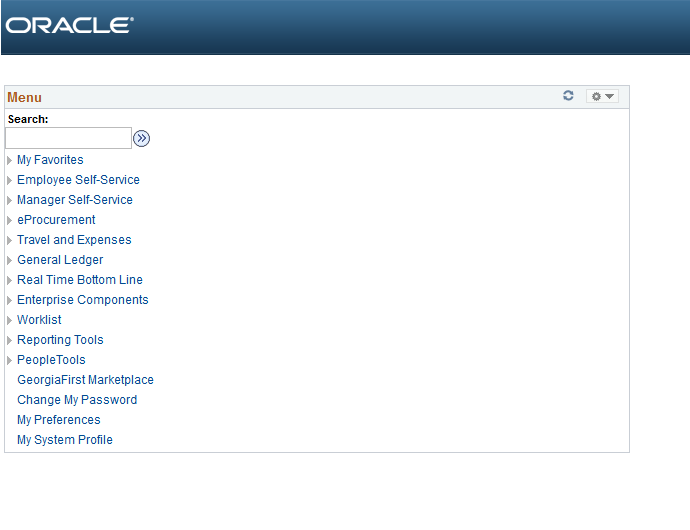 ORACLE®
Menu
Search:
My Favorites
Employee Self-Service
Manager Self-Service
eProcurement
Travel and Expenses
General Ledger
Real Time Bottom Line
Enterprise Components
Worklist
Reporting Tools
PeopleTools
GeorgiaFirst Marketplace
Change My Password
My Preferences
My System Profile